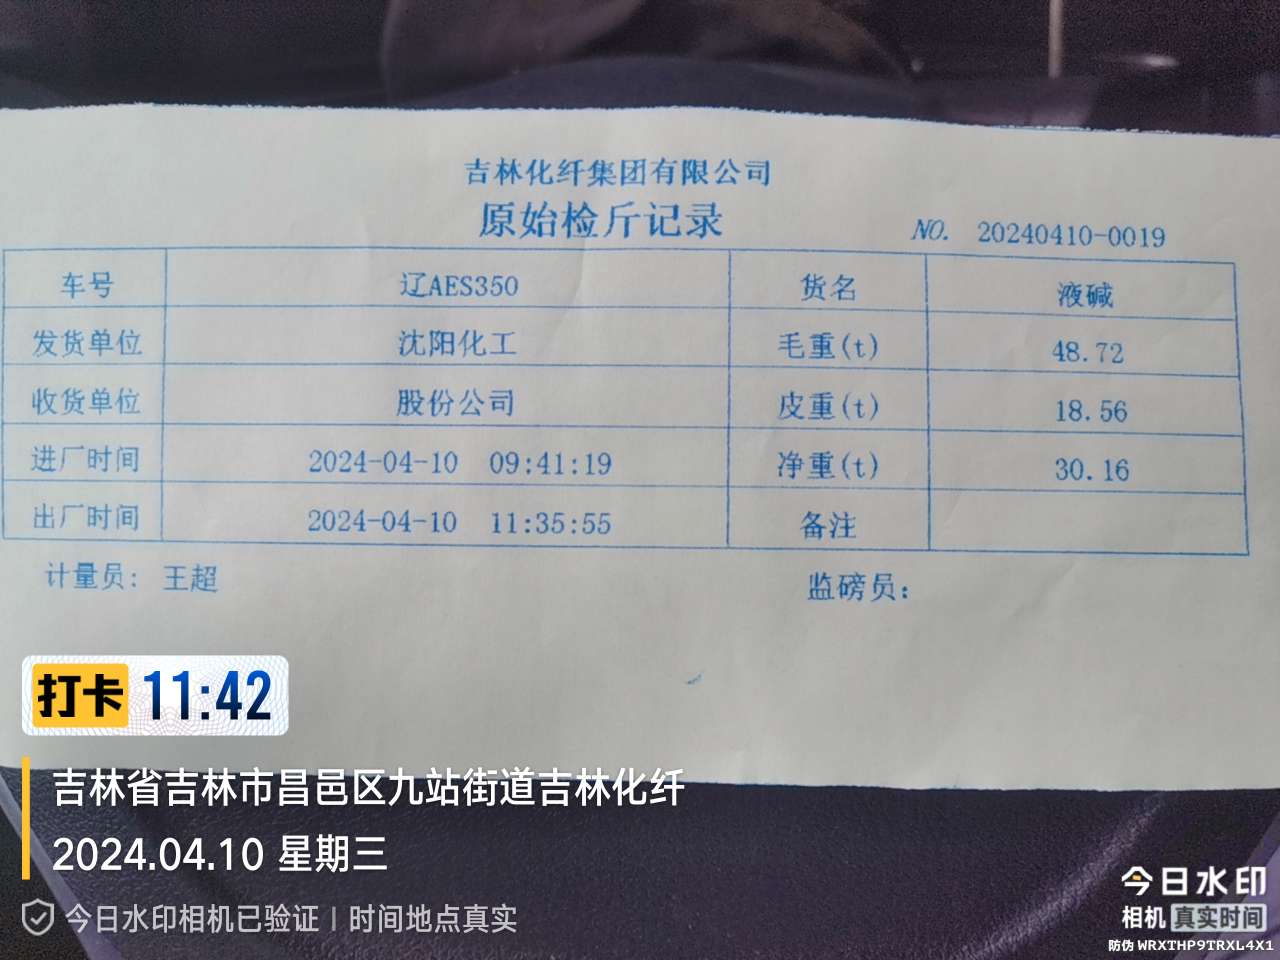 吉林化纤集团有限公司
原始检斤记录
NO. 20240410-0019
车号 辽AES350 货名 液碱
发货单位 沈阳化工 毛重(t) 48.72
收货单位 股份公司 皮重(t) 18.56
进厂时间 2024-04-10 09:41:19 净重(t) 30.16
出厂时间 2024-04-10 11:35:55 备注
计量员: 王超 监磅员:
打卡 11:42
吉林省吉林市昌邑区九站街道吉林化纤
2024.04.10 星期三
今日水印相机已验证 | 时间地点真实
今日水印
相机 真实时间
防伪 WRXTHP9TRXL4X1